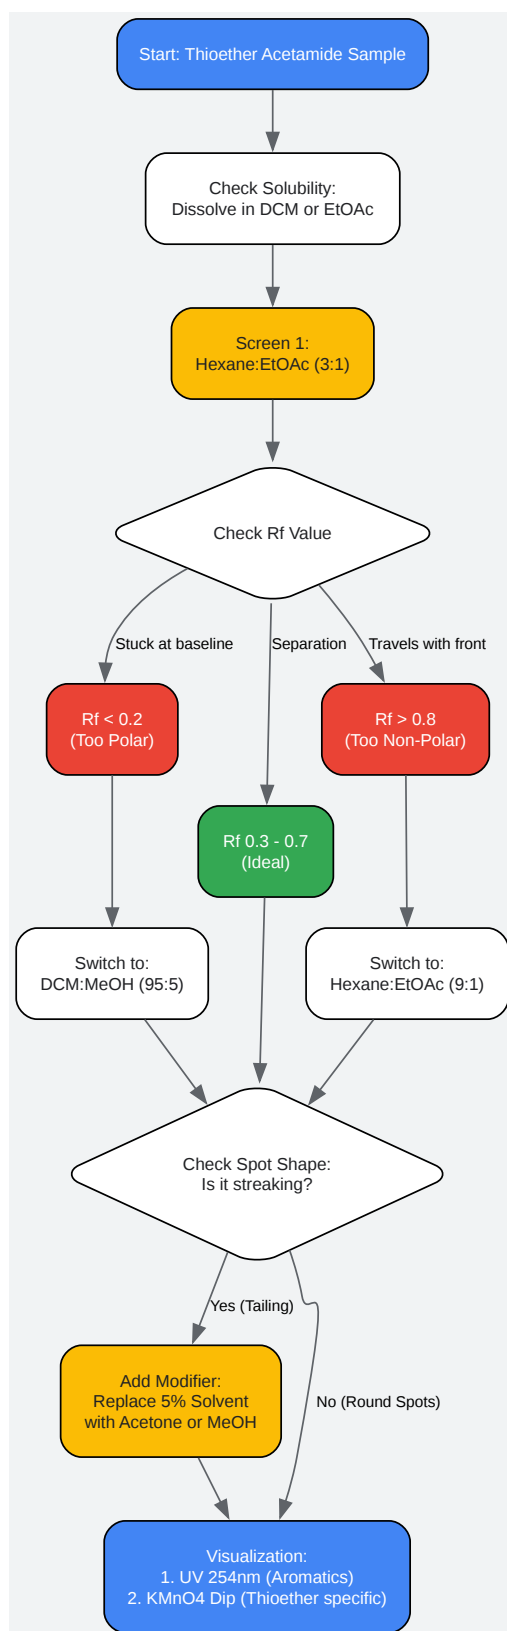 Start: Thioether Acetamide Sample
Check Solubility:
Dissolve in DCM or EtOAc
Screen 1:
Hexane:EtOAc (3:1)
Check Rf Value
Stuck at baseline
Separation
Travels with front
Rf < 0.2
(Too Polar)
Rf > 0.8
(Too Non-Polar)
Rf 0.3 - 0.7
(Ideal)
Switch to:
DCM:MeOH (95:5)
Switch to:
Hexane:EtOAc (9:1)
Check Spot Shape:
Is it streaking?
Yes (Tailing)
Add Modifier:
Replace 5% Solvent
with Acetone or MeOH
No (Round Spots)
Visualization:
1. UV 254nm (Aromatics)
2. KMnO4 Dip (Thioether specific)